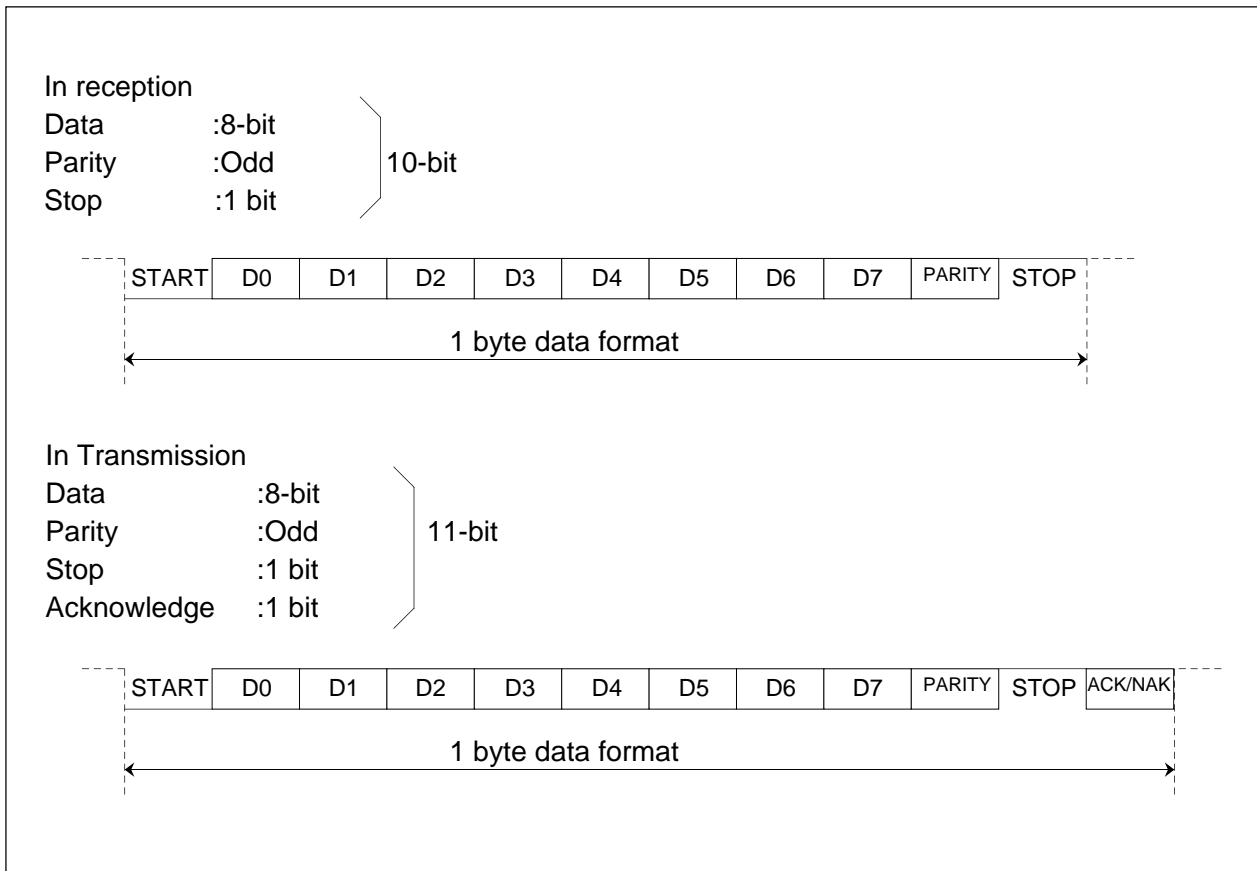 In reception
Data :8-bit
Parity :Odd
Stop :1 bit
10-bit
START D0 D1 D2 D3 D4 D5 D6 D7 PARITY STOP
1 byte data format
In Transmission
Data :8-bit
Parity :Odd
Stop :1 bit
Acknowledge :1 bit
11-bit
START D0 D1 D2 D3 D4 D5 D6 D7 PARITY STOP ACK/NAK
1 byte data format